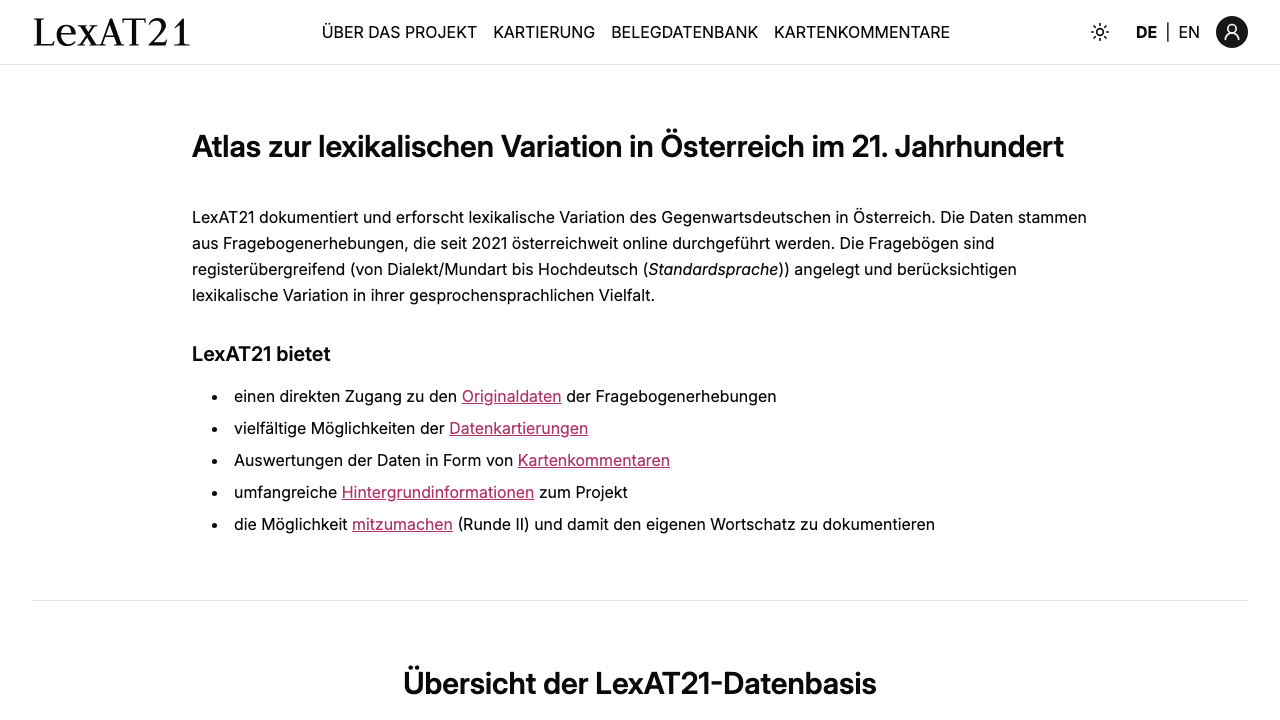 LexAT21
ÜBER DAS PROJEKT KARTIERUNG BELEGDATENBANK KARTENKOMMENTARE
DE | EN
Atlas zur lexikalischen Variation in Österreich im 21. Jahrhundert
LexAT21 dokumentiert und erforscht lexikalische Variation des Gegenwartsdeutschen in Österreich. Die Daten stammen
aus Fragebogenerhebungen, die seit 2021 österreichweit online durchgeführt werden. Die Fragebögen sind
registerübergreifend (von Dialekt/Mundart bis Hochdeutsch (Standardsprache)) angelegt und berücksichtigen
lexikalische Variation in ihrer gesprochensprachlichen Vielfalt.
LexAT21 bietet
• einen direkten Zugang zu den Originaldaten der Fragebogenerhebungen
• vielfältige Möglichkeiten der Datenkartierungen
• Auswertungen der Daten in Form von Kartenkommentaren
• umfangreiche Hintergrundinformationen zum Projekt
• die Möglichkeit mitzumachen (Runde II) und damit den eigenen Wortschatz zu dokumentieren
Übersicht der LexAT21-Datenbasis